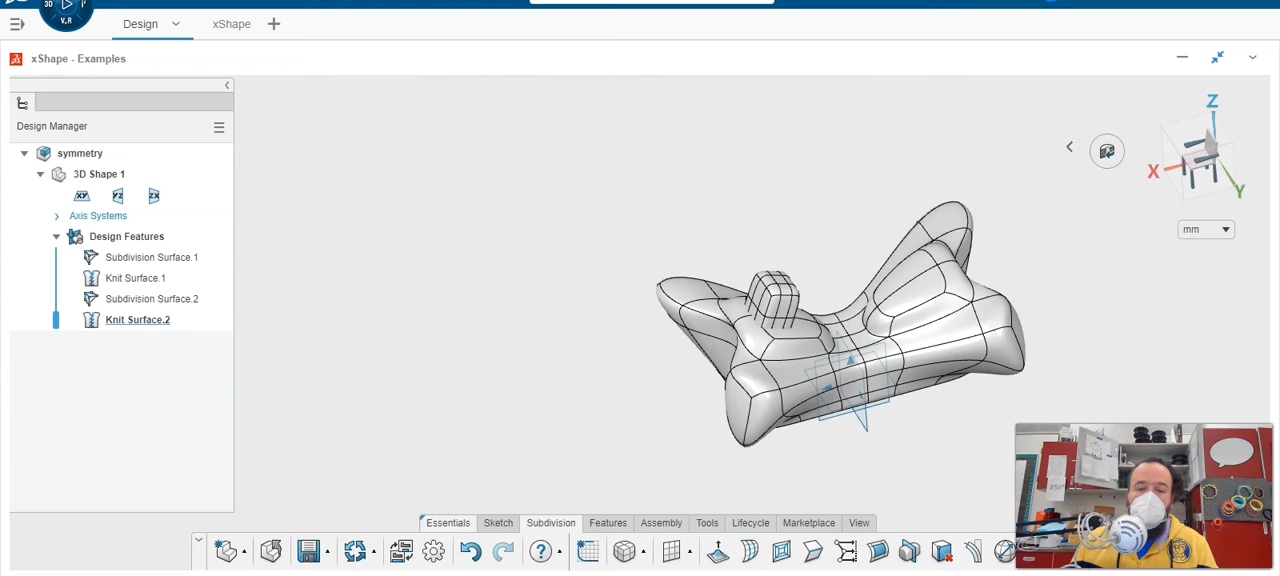 3D
V.R
Design
xShape
xShape - Examples
Design Manager
symmetry
3D Shape 1
xy yz zx
Axis Systems
Design Features
Subdivision Surface.1
Knit Surface.1
Subdivision Surface.2
Knit Surface.2
Z
X
Y
mm
Essentials Sketch Subdivision Features Assembly Tools Lifecycle Marketplace View